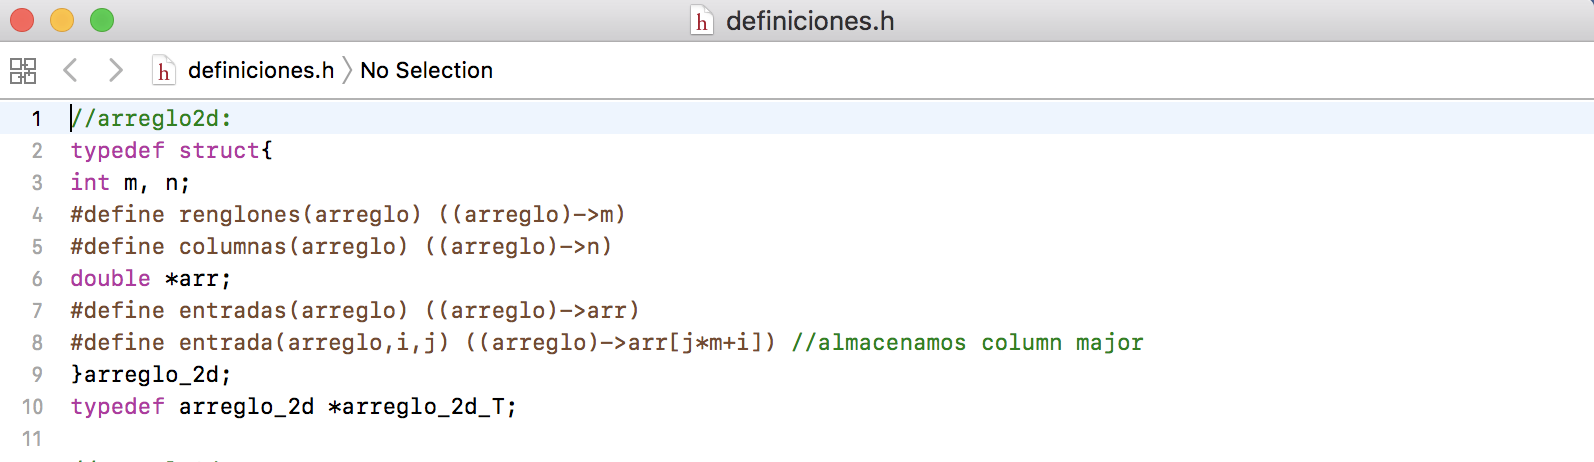 h definiciones.h
h definiciones.h No Selection
1 //arreglo2d:
2 typedef struct{
3 int m, n;
4 #define renglones(arreglo) ((arreglo)->m)
5 #define columnas(arreglo) ((arreglo)->n)
6 double *arr;
7 #define entradas(arreglo) ((arreglo)->arr)
8 #define entrada(arreglo,i,j) ((arreglo)->arr[j*m+i]) //almacenamos column major
9 }arreglo_2d;
10 typedef arreglo_2d *arreglo_2d_T;
11